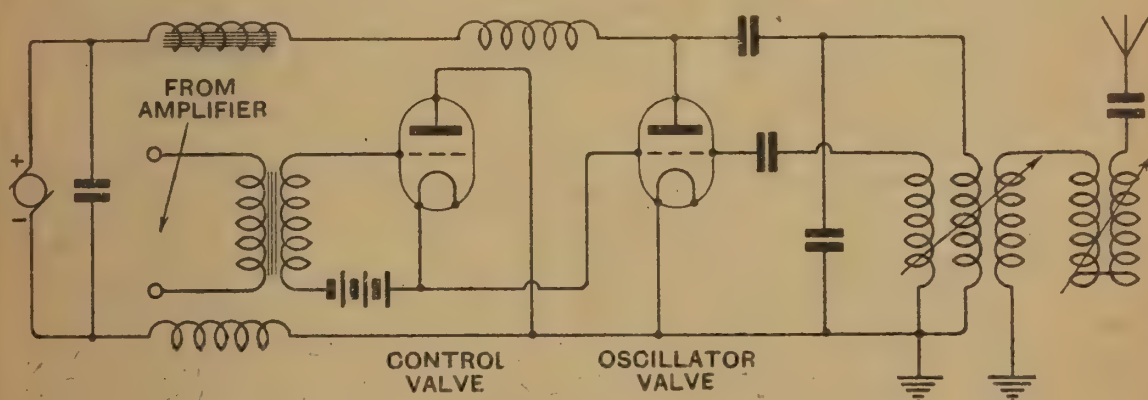 FROM
AMPLIFIER
+
-
CONTROL
VALVE
OSCILLATOR
VALVE